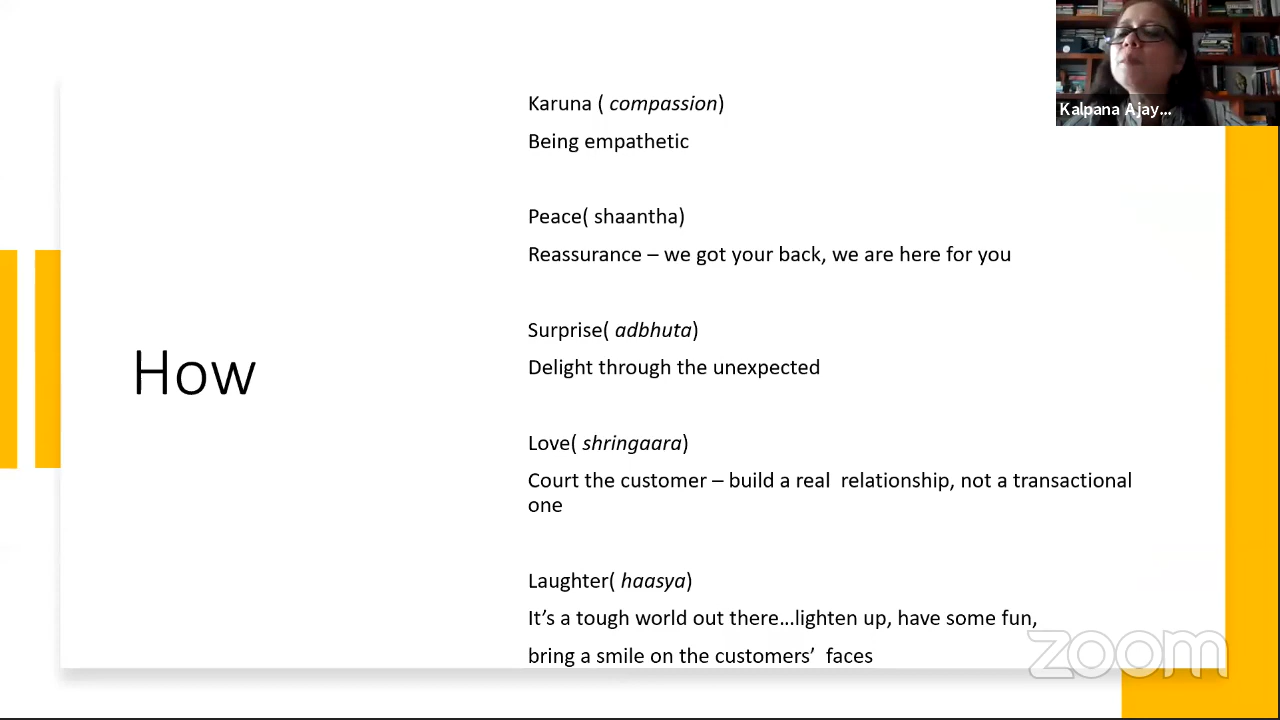 Karuna ( compassion)
Being empathetic
Peace( shaantha)
Reassurance – we got your back, we are here for you
Surprise( adbhuta)
Delight through the unexpected
How
Love( shringaara)
Court the customer – build a real  relationship, not a transactional
one
Laughter( haasya)
It’s a tough world out there…lighten up, have some fun,
bring a smile on the customers’  faces
Kalpana Ajay...
zoom